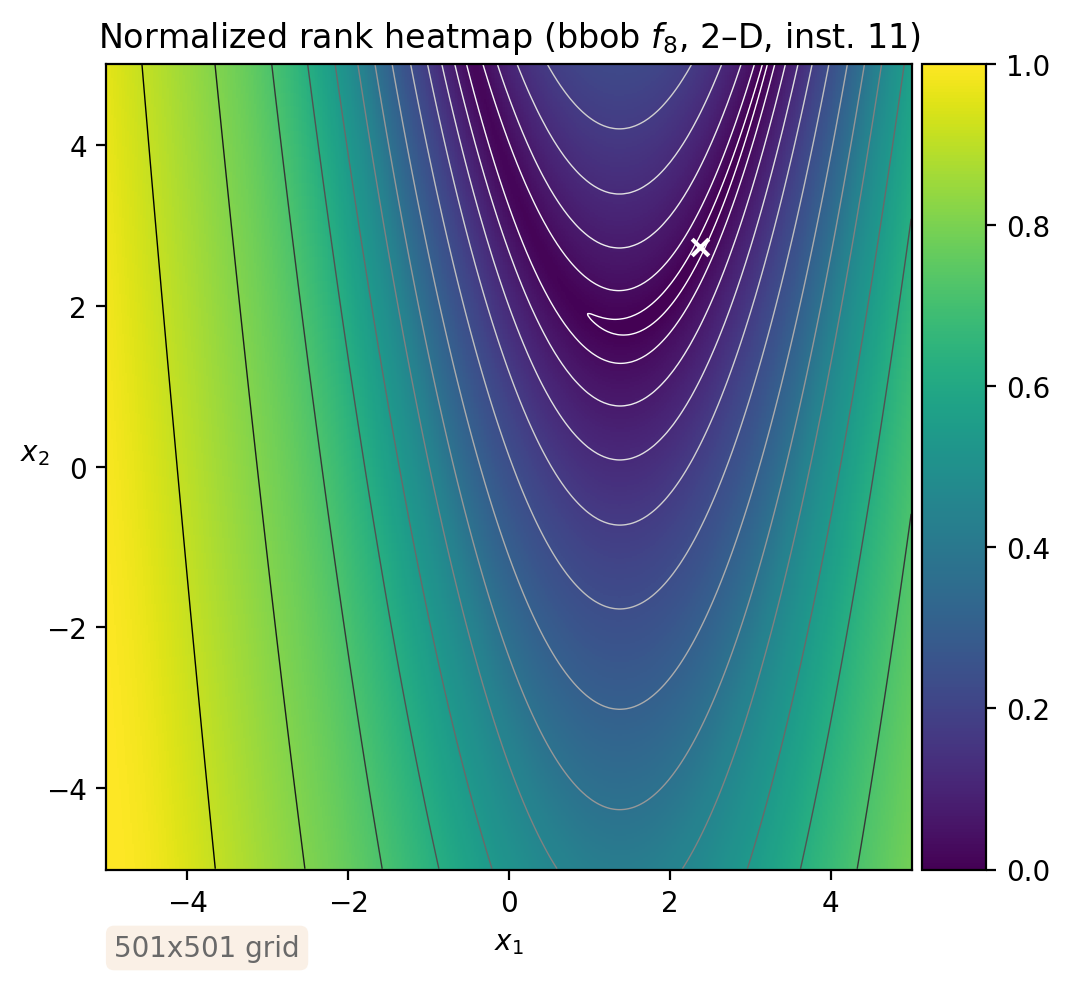 Normalized rank heatmap (bbob f₈, 2–D, inst. 11)
1.0
4
0.8
2
0.6
x₂
0
0.4
−2
0.2
−4
0.0
−4 −2 0 2 4
x₁
501x501 grid